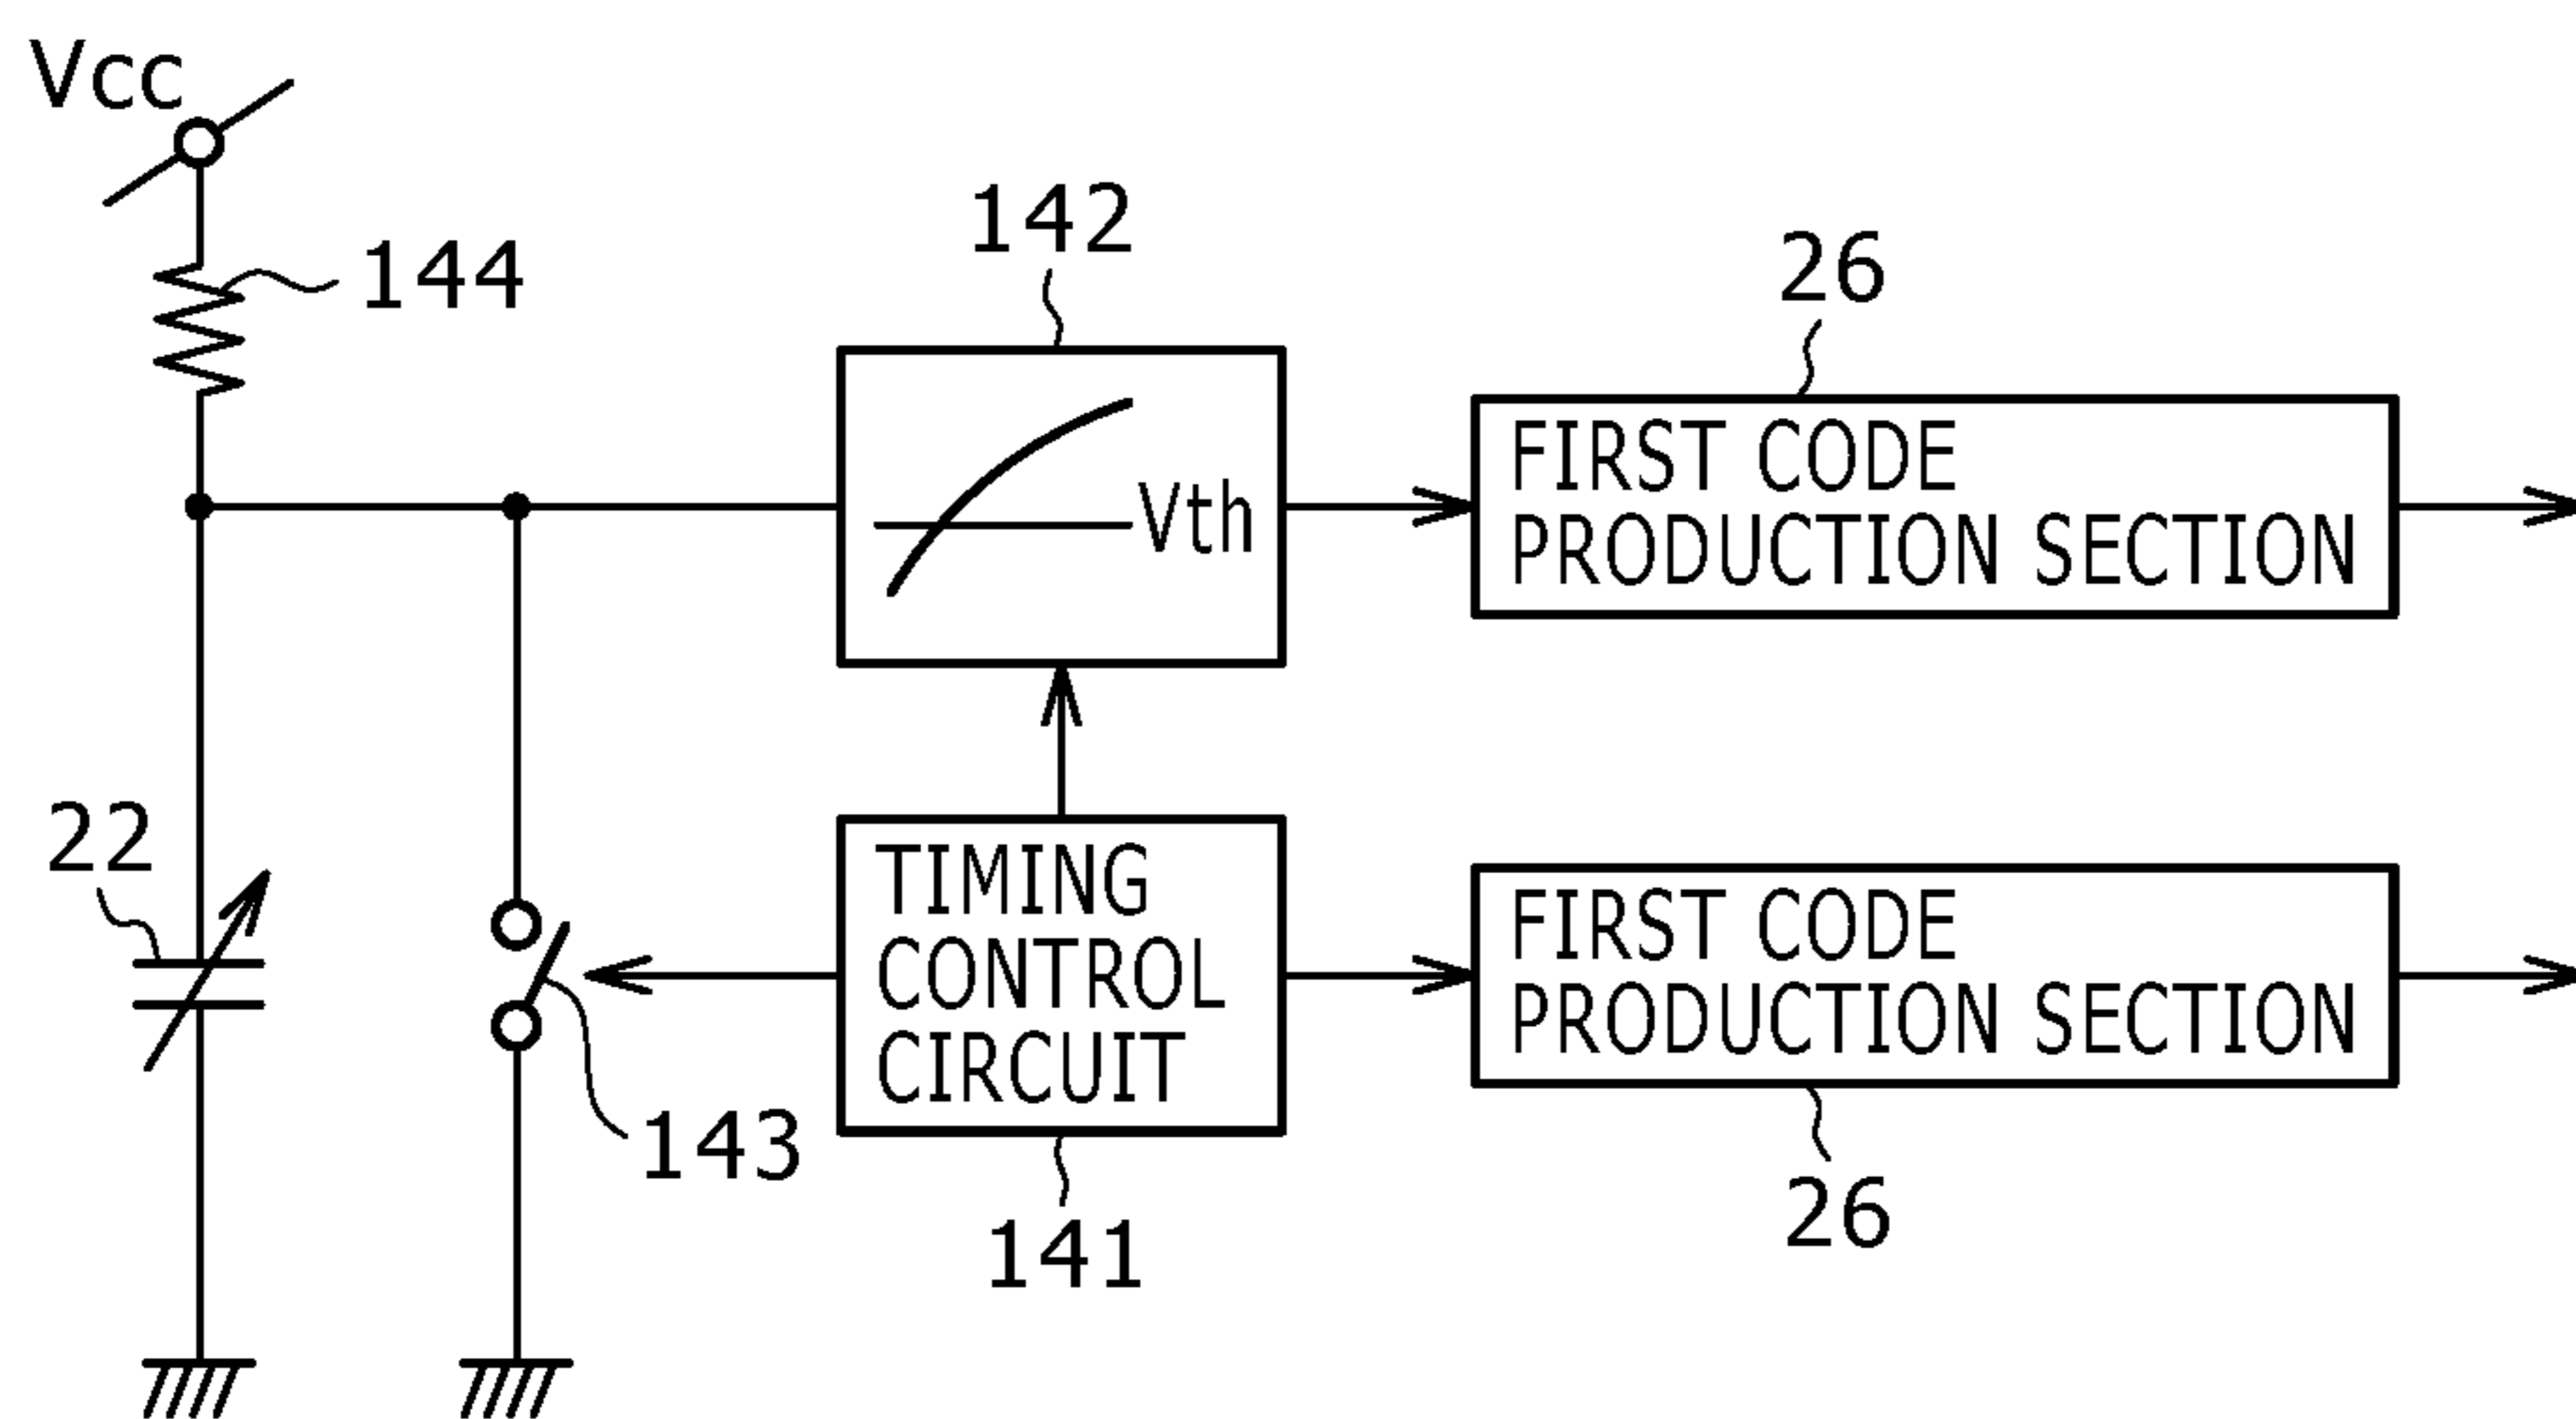 Vcc
144
142
26
FIRST CODE
PRODUCTION SECTION
Vth
22
TIMING
CONTROL
CIRCUIT
FIRST CODE
PRODUCTION SECTION
143
141
26